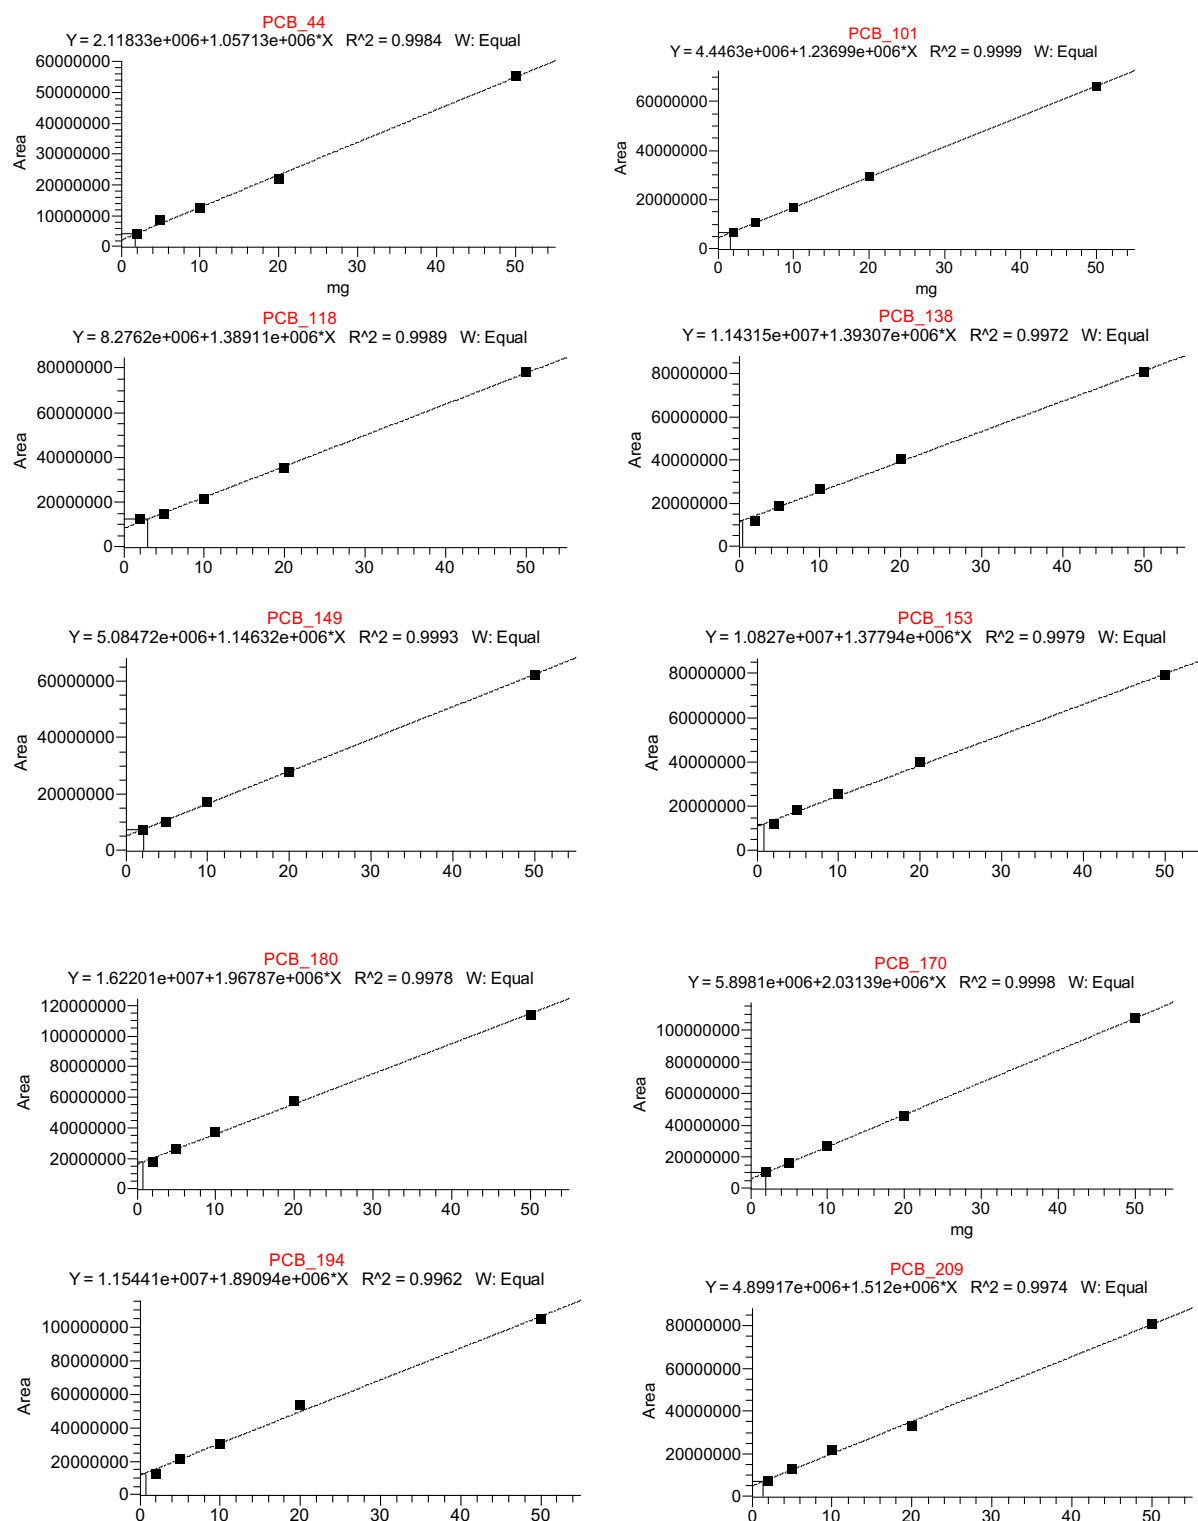 PCB_44
Y = 2.11833e+006+1.05713e+006*X R^2 = 0.9984 W: Equal
60000000
50000000
40000000
30000000
20000000
10000000
0
Area
0 10 20 30 40 50
mg
PCB_101
Y = 4.4463e+006+1.23699e+006*X R^2 = 0.9999 W: Equal
60000000
40000000
20000000
0
Area
0 10 20 30 40 50
PCB_118
Y = 8.2762e+006+1.38911e+006*X R^2 = 0.9989 W: Equal
80000000
60000000
40000000
20000000
0
Area
0 10 20 30 40 50
PCB_138
Y = 1.14315e+007+1.39307e+006*X R^2 = 0.9972 W: Equal
80000000
60000000
40000000
20000000
0
Area
0 10 20 30 40 50
PCB_149
Y = 5.08472e+006+1.14632e+006*X R^2 = 0.9993 W: Equal
60000000
40000000
20000000
0
Area
0 10 20 30 40 50
PCB_153
Y = 1.0827e+007+1.37794e+006*X R^2 = 0.9979 W: Equal
80000000
60000000
40000000
20000000
0
Area
0 10 20 30 40 50
PCB_180
Y = 1.62201e+007+1.96787e+006*X R^2 = 0.9978 W: Equal
120000000
100000000
80000000
60000000
40000000
20000000
0
Area
0 10 20 30 40 50
PCB_170
Y = 5.8981e+006+2.03139e+006*X R^2 = 0.9998 W: Equal
100000000
80000000
60000000
40000000
20000000
0
Area
0 10 20 30 40 50
mg
PCB_194
Y = 1.15441e+007+1.89094e+006*X R^2 = 0.9962 W: Equal
100000000
80000000
60000000
40000000
20000000
0
Area
0 10 20 30 40 50
PCB_209
Y = 4.89917e+006+1.512e+006*X R^2 = 0.9974 W: Equal
80000000
60000000
40000000
20000000
0
Area
0 10 20 30 40 50